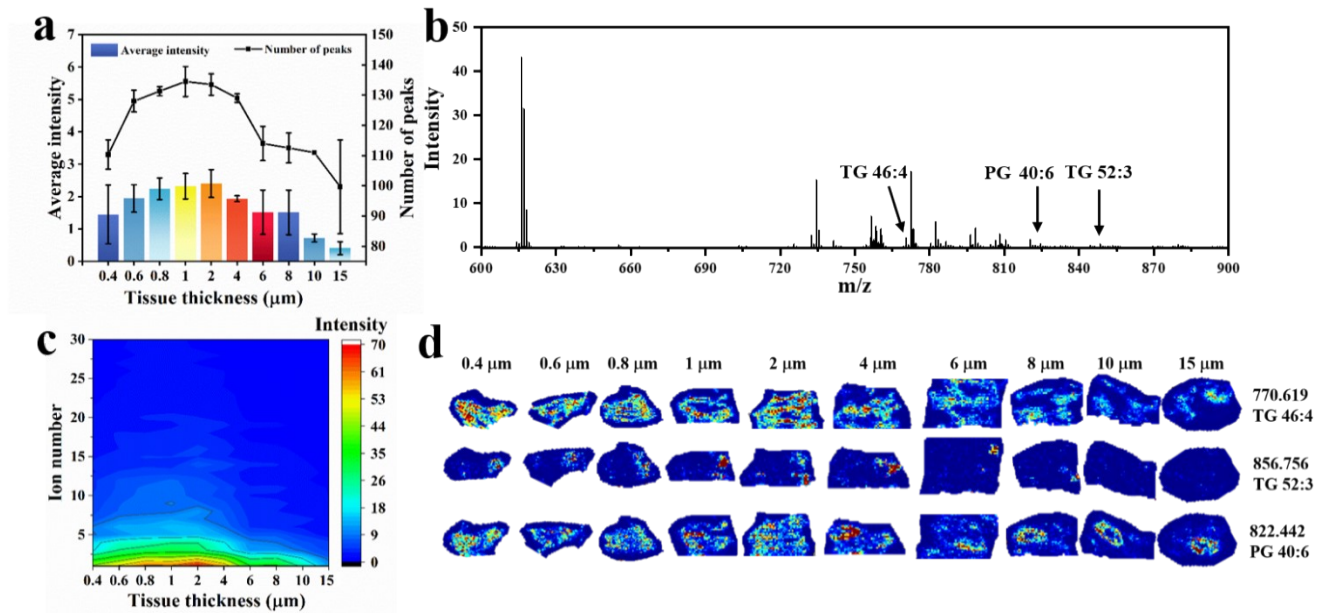 a
7
6
5
4
3
2
1
0
Average intensity
Average intensity
Number of peaks
150
140
130
120
110
100
90
80
Number of peaks
0.4 0.6 0.8 1 2 4 6 8 10 15
Tissue thickness (μm)
b
50
40
30
20
10
0
Intensity
TG 46:4
PG 40:6
TG 52:3
600 630 660 690 720 750 780 810 840 870 900
m/z
c
Intensity
30
25
20
15
10
5
Ion number
70
61
53
44
35
26
18
9
0
0.4 0.6 0.8 1 2 4 6 8 10 15
Tissue thickness (μm)
d
0.4 μm 0.6 μm 0.8 μm 1 μm 2 μm 4 μm 6 μm 8 μm 10 μm 15 μm
770.619
TG 46:4
856.756
TG 52:3
822.442
PG 40:6